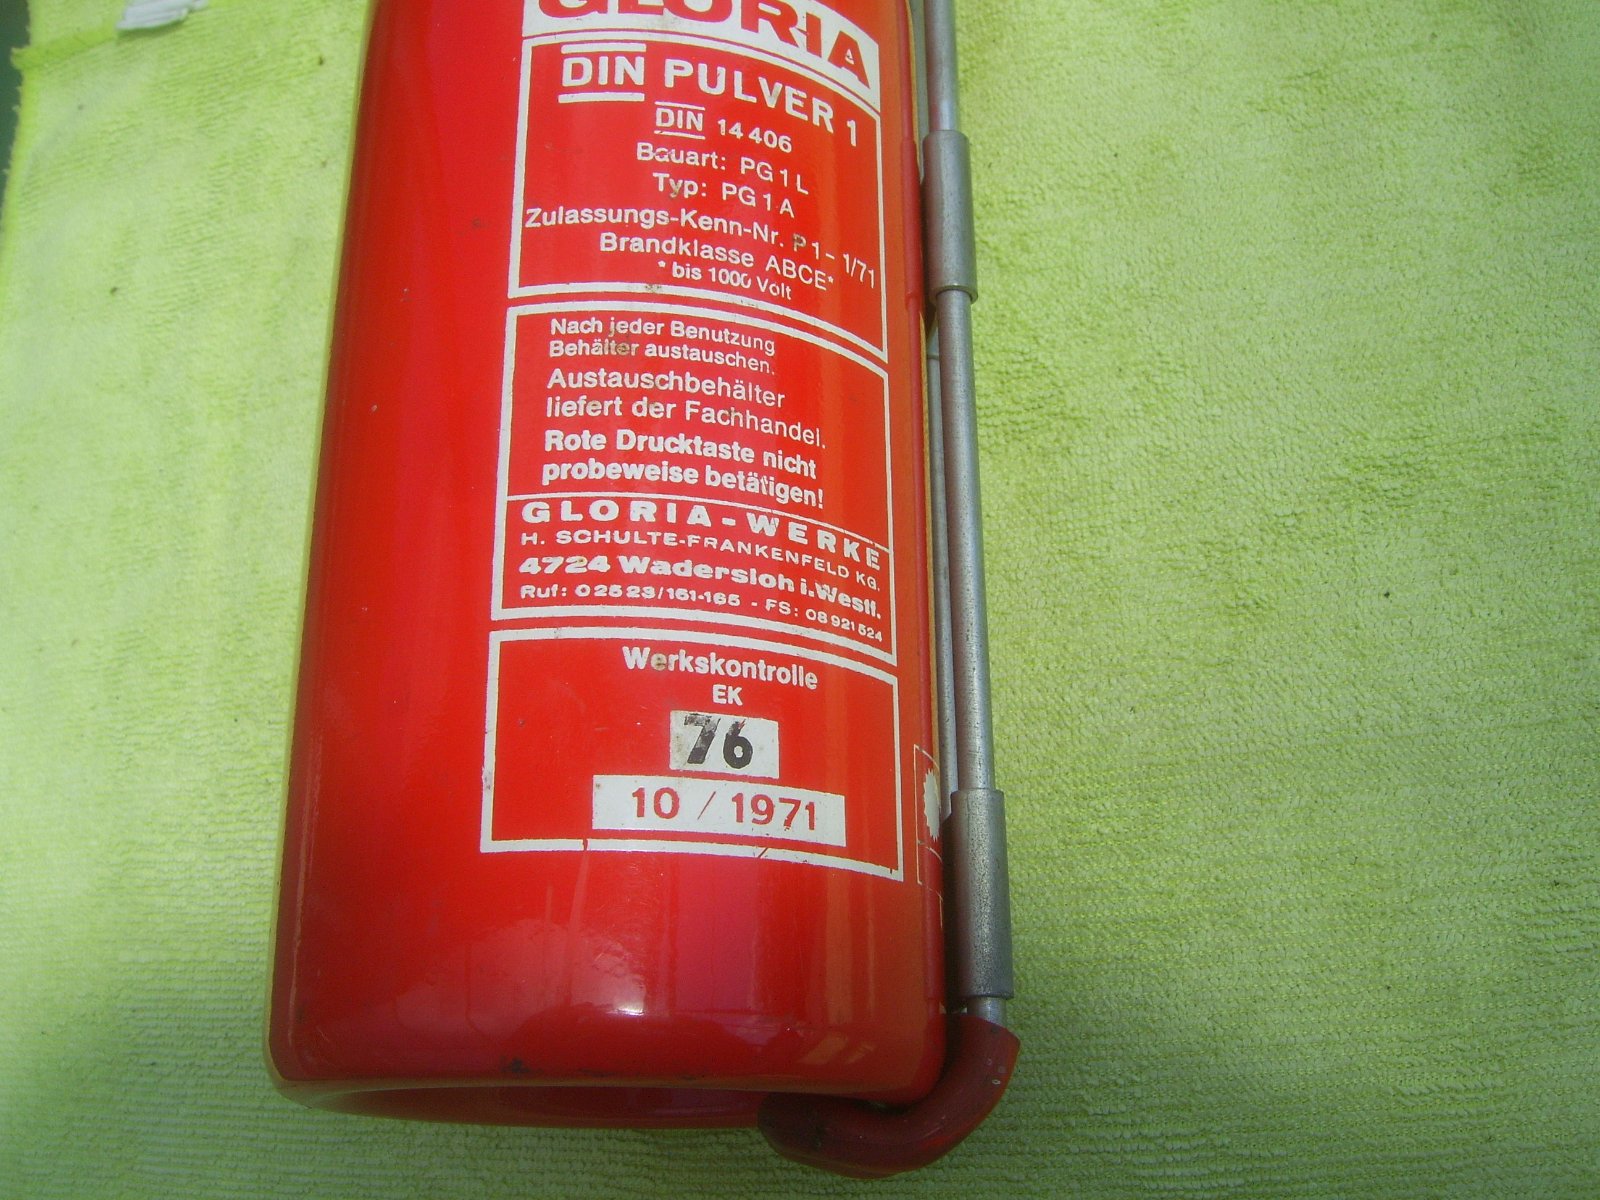 GLORIA
DIN PULVER 1
DIN 14406
Bauart: PG 1 L
Typ: PG 1 A
Zulassungs-Kenn-Nr. P 1 - 1/71
Brandklasse ABCE*
* bis 1000 Volt
Nach jeder Benutzung
Behälter austauschen.
Austauschbehälter
liefert der Fachhandel.
Rote Drucktaste nicht
probeweise betätigen!
GLORIA-WERKE
H. SCHULTE-FRANKENFELD KG.
4724 Wadersloh i.Westf.
Ruf: 02523/161-165 - FS: 08921524
Werkskontrolle
EK
76
10 / 1971